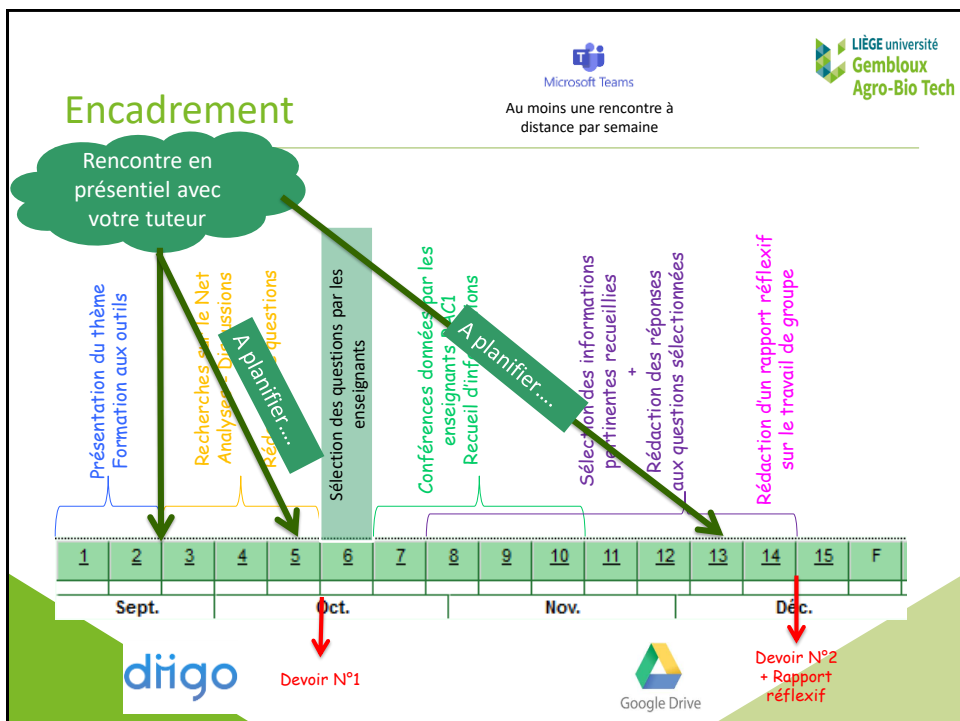 Encadrement
Microsoft Teams
Au moins une rencontre à
distance par semaine
LIÈGE université
Gembloux
Agro-Bio Tech
Rencontre en
présentiel avec
votre tuteur
Présentation du thème
Formation aux outils
Recherches sur le Net
Analyses - Discussions
questions
A planifier....
Sélection des questions par les
enseignants
Conférences données par les
enseignants
Recueil
A planifier....
Sélection des informations
pertinentes recueillies
+
Rédaction des réponses
aux questions sélectionnées
Rédaction d'un rapport réflexif
sur le travail de groupe
1 2 3 4 5 6 7 8 9 10 11 12 13 14 15 F
Sept. Oct. Nov. Déc.
diigo
Devoir N°1
Google Drive
Devoir N°2
+ Rapport
réflexif